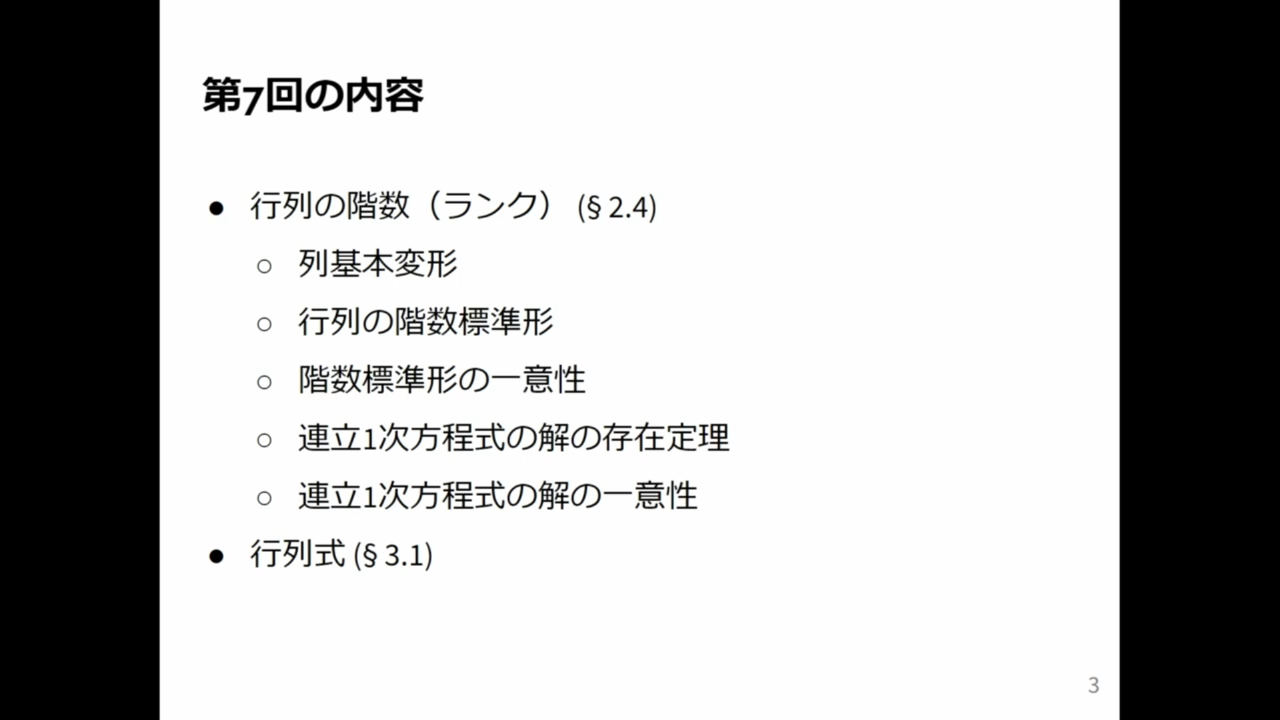 第7回の内容
● 行列の階数（ランク） (§ 2.4)
○ 列基本変形
○ 行列の階数標準形
○ 階数標準形の一意性
○ 連立1次方程式の解の存在定理
○ 連立1次方程式の解の一意性
● 行列式 (§ 3.1)
3